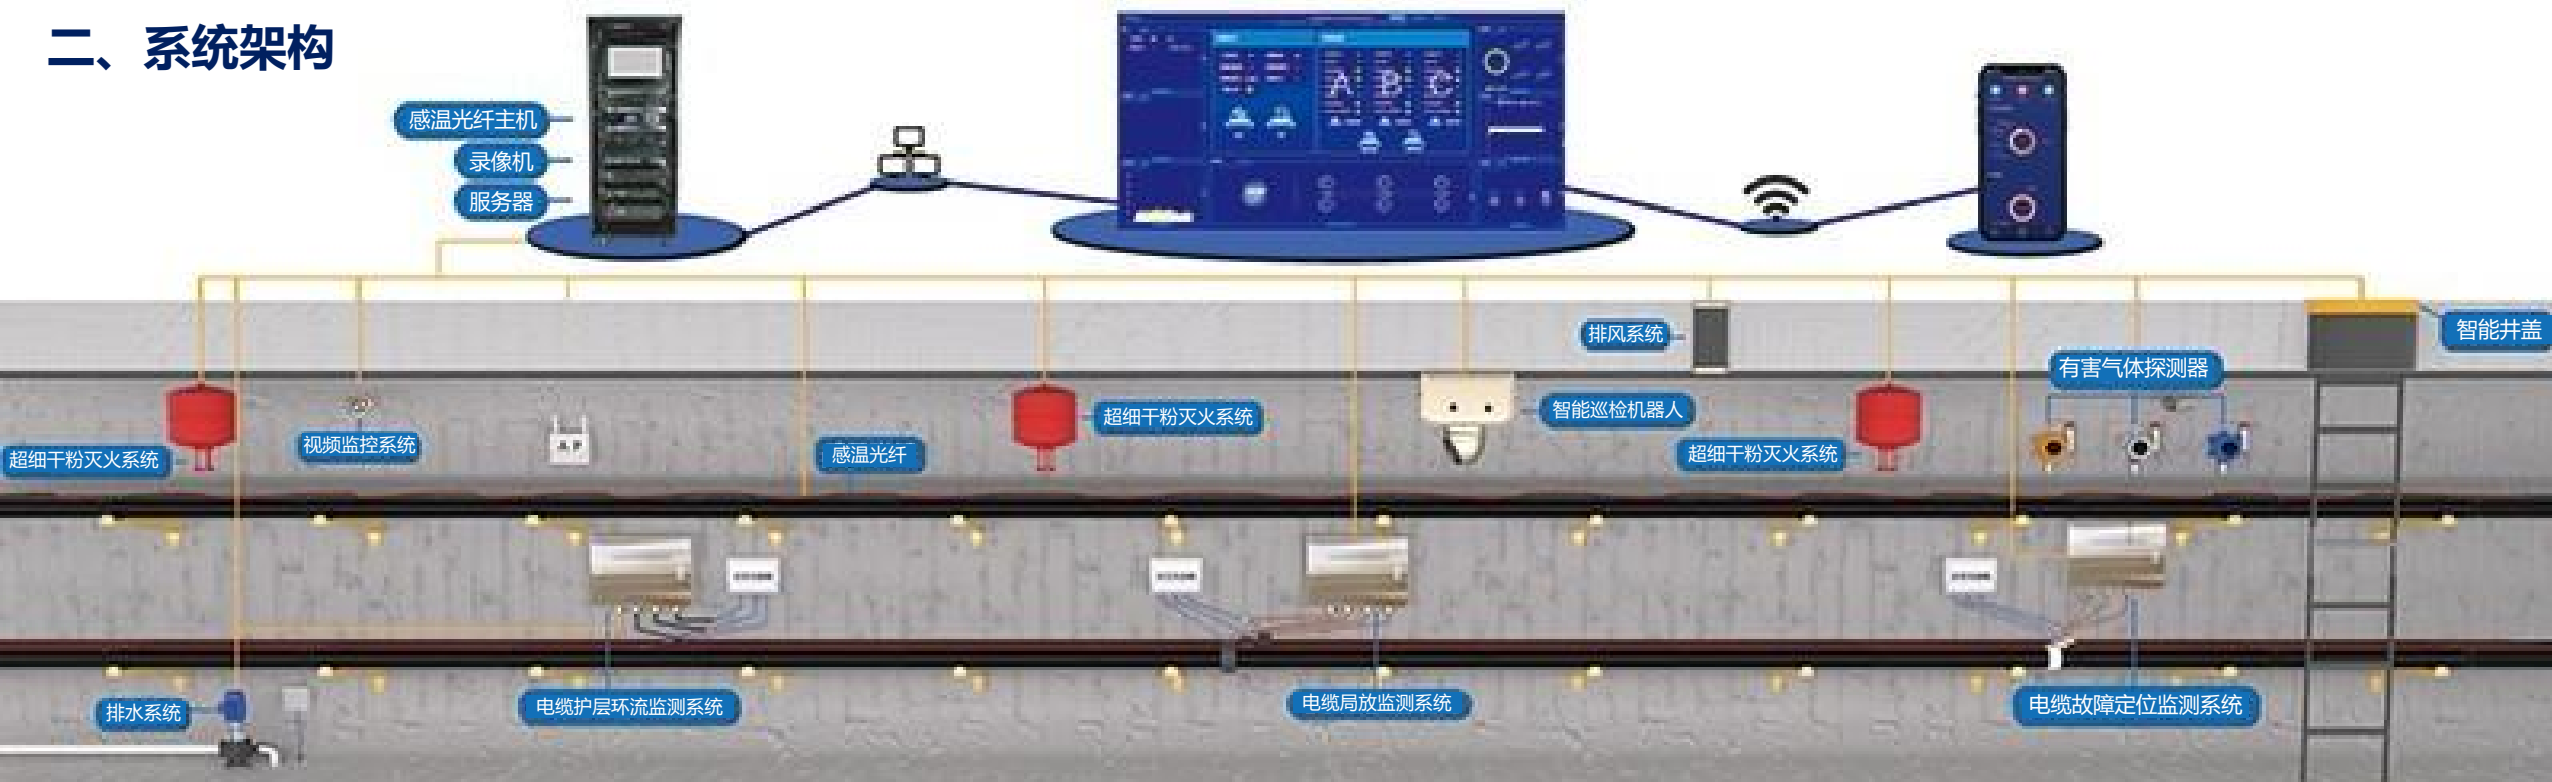 二、系统架构
感温光纤主机
录像机
服务器
A B C
排风系统
智能井盖
有害气体探测器
超细干粉灭火系统
视频监控系统
A P
感温光纤
超细干粉灭火系统
智能巡检机器人
超细干粉灭火系统
排水系统
电缆护层环流监测系统
电缆局放监测系统
电缆故障定位监测系统